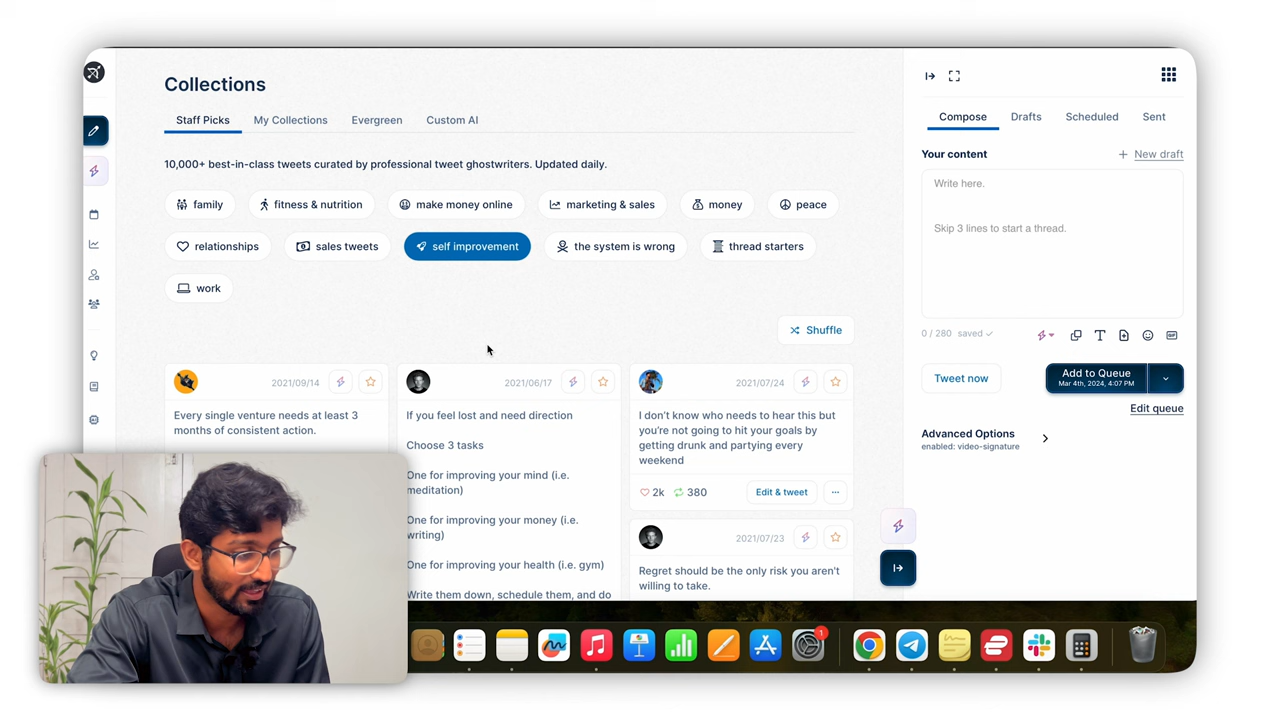 Collections
Staff Picks
My Collections
Evergreen
Custom AI
10,000+ best-in-class tweets curated by professional tweet ghostwriters. Updated daily.
family
fitness & nutrition
make money online
marketing & sales
money
peace
relationships
sales tweets
self improvement
the system is wrong
thread starters
work
Shuffle
2021/09/14
Every single venture needs at least 3
months of consistent action.
2021/06/17
If you feel lost and need direction
Choose 3 tasks
One for improving your mind (i.e.
meditation)
One for improving your money (i.e.
writing)
One for improving your health (i.e. gym)
Write them down, schedule them, and do
2021/07/24
I don't know who needs to hear this but
you're not going to hit your goals by
getting drunk and partying every
weekend
2k
380
Edit & tweet
2021/07/23
Regret should be the only risk you aren't
willing to take.
Compose
Drafts
Scheduled
Sent
Your content
New draft
Write here.
Skip 3 lines to start a thread.
0 / 280 saved
GIF
Tweet now
Add to Queue
Mar 4th, 2024, 4:07 PM
Edit queue
Advanced Options
enabled: video-signature
1